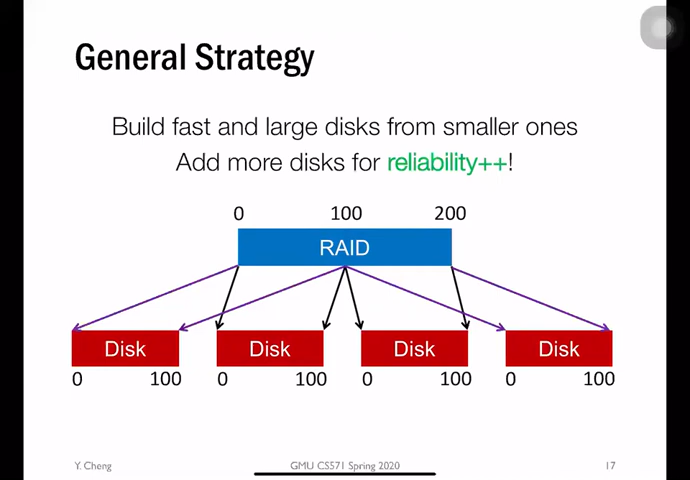 General Strategy
Build fast and large disks from smaller ones
Add more disks for reliability++!
0 100 200
RAID
Disk Disk Disk Disk
0 100 0 100 0 100 0 100
Y. Cheng GMU CS571 Spring 2020 17